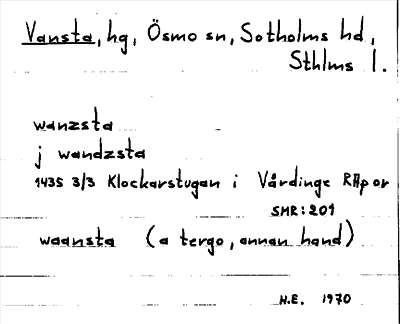 Vansta, hg, Ösmo sn, Sotholms hd,
Sthlms l.
wanzsta
j wandzsta
1435 3/3 Klockarstugan i Vårdinge RAp or
SMR:201
waansta (a tergo, annan hand)
H.E. 1970